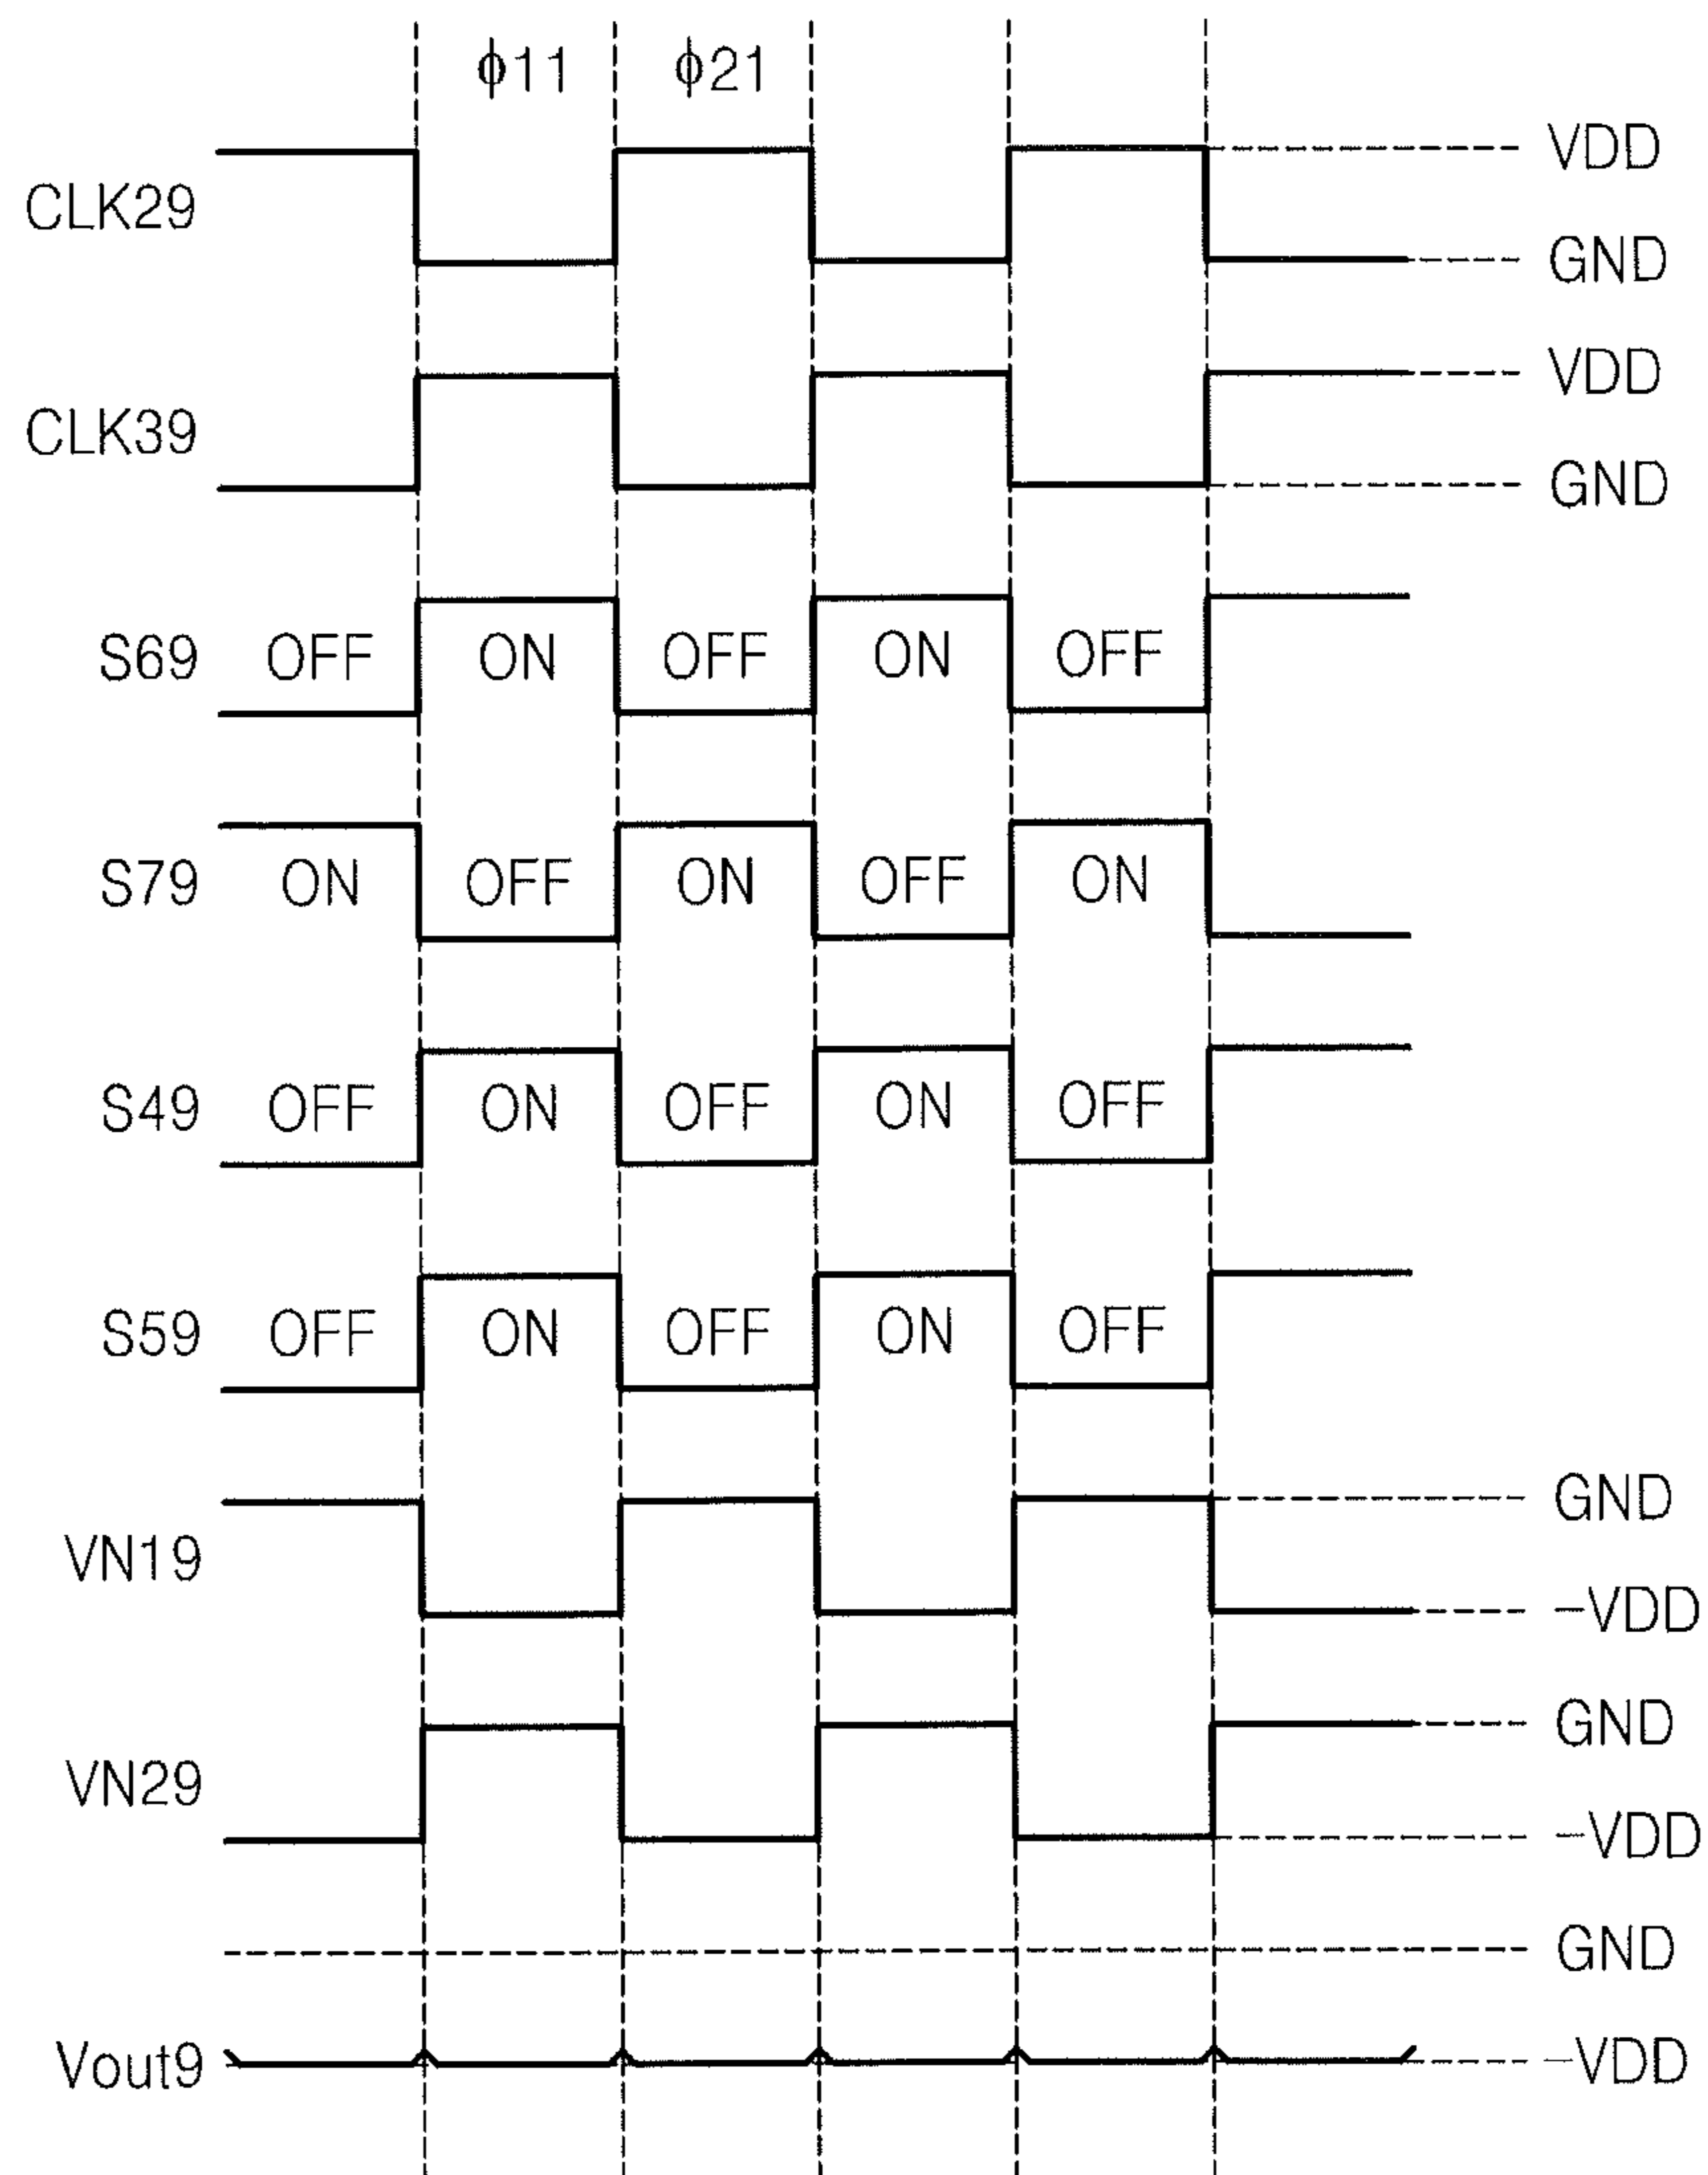 ϕ11 ϕ21
CLK29 VDD GND
CLK39 VDD GND
S69 OFF ON OFF ON OFF
S79 ON OFF ON OFF ON
S49 OFF ON OFF ON OFF
S59 OFF ON OFF ON OFF
VN19 GND -VDD
VN29 GND -VDD
GND
Vout9 -VDD